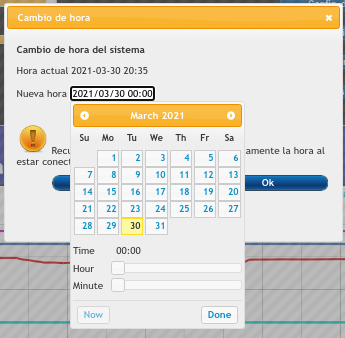 Cambio de hora
Cambio de hora del sistema
Hora actual 2021-03-30 20:35
Nueva hora 2021/03/30 00:00
March 2021
Su Mo Tu We Th Fr Sa
1 2 3 4 5 6
7 8 9 10 11 12 13
14 15 16 17 18 19 20
21 22 23 24 25 26 27
28 29 30 31
Recu
amente la hora al
estar conect
Ok
Time 00:00
Hour
Minute
Now Done